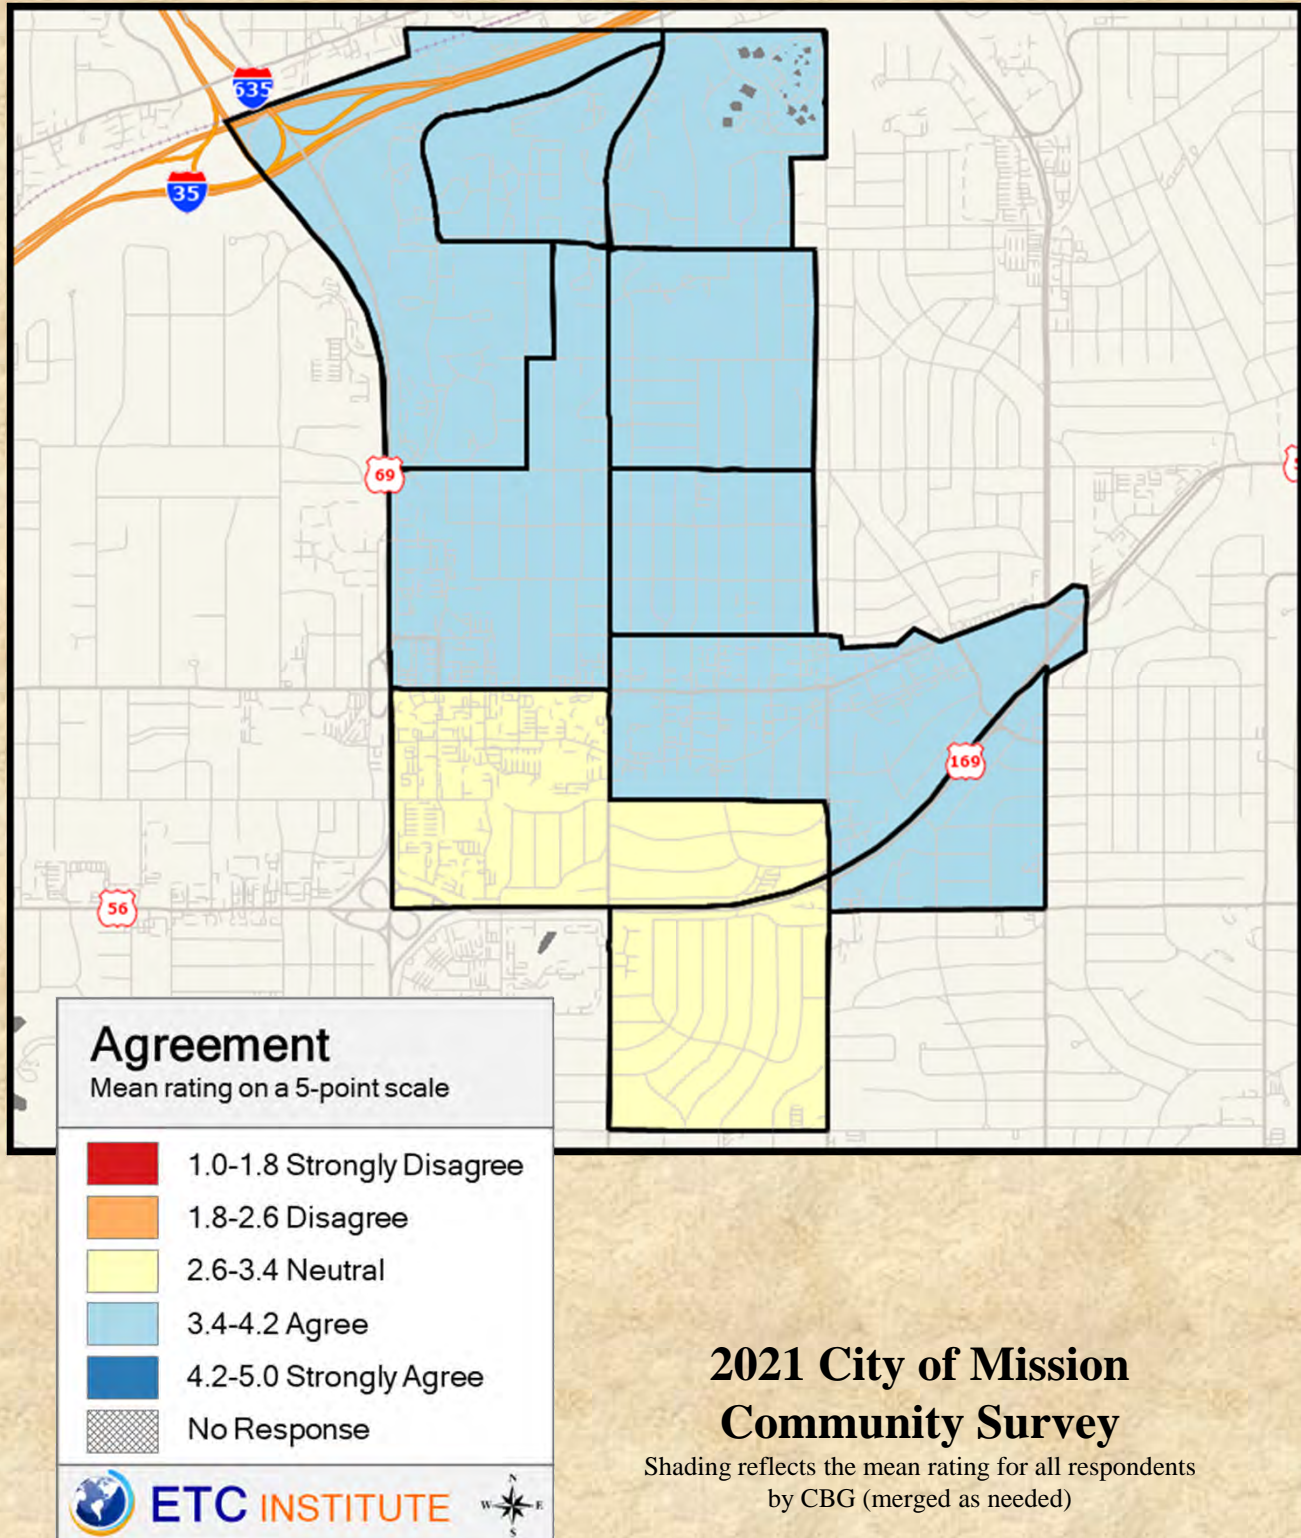 635
35
69
169
56
Agreement
Mean rating on a 5-point scale
1.0-1.8 Strongly Disagree
1.8-2.6 Disagree
2.6-3.4 Neutral
3.4-4.2 Agree
4.2-5.0 Strongly Agree
No Response
ETC INSTITUTE
N
W E
S
2021 City of Mission
Community Survey
Shading reflects the mean rating for all respondents
by CBG (merged as needed)